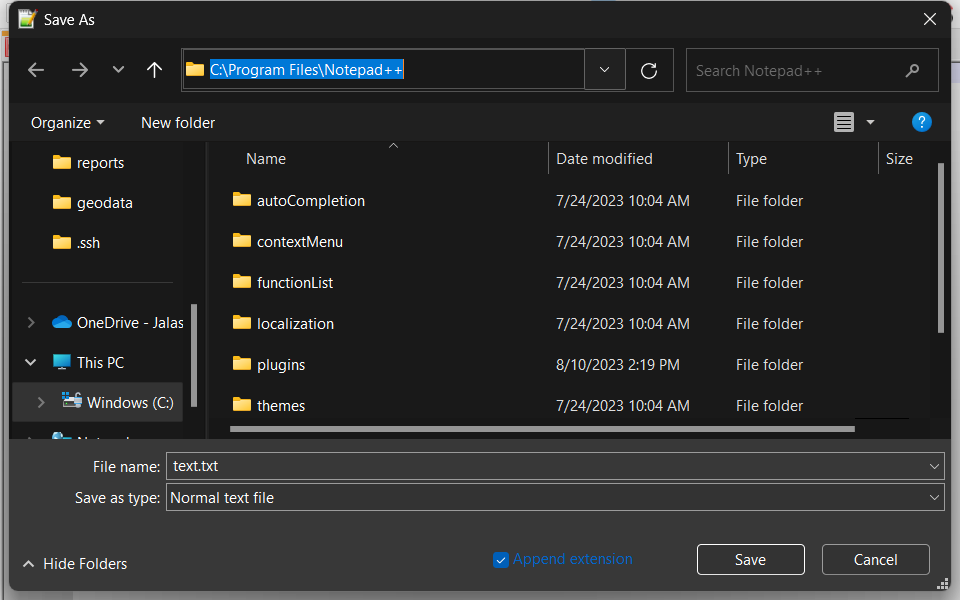 Save As
C:\Program Files\Notepad++
Search Notepad++
Organize
New folder
?
reports
geodata
.ssh
OneDrive - Jalas
This PC
Windows (C:)
Name Date modified Type Size
autoCompletion 7/24/2023 10:04 AM File folder
contextMenu 7/24/2023 10:04 AM File folder
functionList 7/24/2023 10:04 AM File folder
localization 7/24/2023 10:04 AM File folder
plugins 8/10/2023 2:19 PM File folder
themes 7/24/2023 10:04 AM File folder
File name: text.txt
Save as type: Normal text file
Hide Folders
Append extension
Save
Cancel